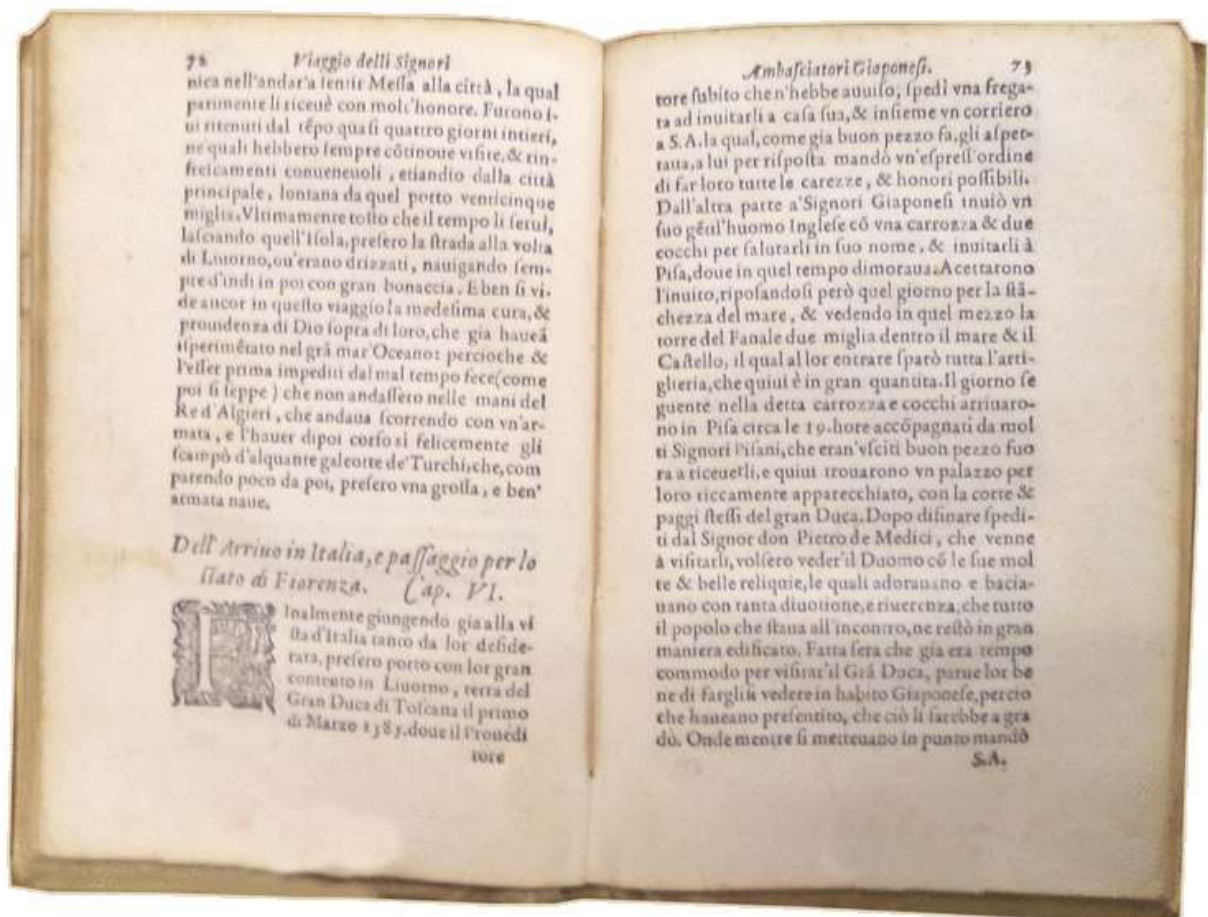 72 Viaggio delli Signori
nica nell'andar'a sentir Messa alla città, la qual
parimente li riceuè con molt'honore. Furono i-
ui ritenuti dal tẽpo quasi quattro giorni intieri,
ne quali hebbero sempre cõtinoue visite, & rin-
frescamenti conueneuoli, etiandio dalla città
principale, lontana da quel porto venticinque
miglia. Vltimamente tosto che il tempo li seruì,
lasciando quell'Isola, presero la strada alla volta
di Liuorno, ou'erano drizzati, nauigando sem-
pre d'indi in poi con gran bonaccia. E ben si vi-
de ancor in questo viaggio la medesima cura, &
prouidenza di Dio sopra di loro, che gia haueã
isperimẽtato nel grã mar'Oceano: percioche &
l'esser prima impediti dal mal tempo fece (come
poi si seppe) che non andassero nelle mani del
Re d'Algieri, che andaua scorrendo con vn'ar-
mata, e l'hauer dipoi corso sì felicemente gli
scampò d'alquante galeotte de'Turchi, che, com
parendo poco da poi, presero vna grossa, e ben'
armata naue.
Dell'Arriuo in Italia, e passaggio per lo
stato di Fiorenza. Cap. VI.
Inalmente giungendo gia alla vi
sta d'Italia tanto da lor deside-
rata, presero porto con lor gran
contento in Liuorno, terra del
Gran Duca di Toscana il primo
di Marzo 1585. doue il Prouedi
tore
Ambasciatori Giaponesi. 73
tore subito che n'hebbe auuiso, spedì vna frega-
ta ad inuitarli a casa sua, & insieme vn corriero
a S.A. la qual, come gia buon pezzo fa, gli aspet-
taua, a lui per risposta mandò vn'espress'ordine
di far loro tutte le carezze, & honori possibili.
Dall'altra parte a'Signori Giaponesi inuiò vn
suo gẽtil'huomo Inglese cõ vna carrozza & due
cocchi per salutarli in suo nome, & inuitarli à
Pisa, doue in quel tempo dimoraua. Acettarono
l'inuito, riposandosi però quel giorno per la stã-
chezza del mare, & vedendo in quel mezzo la
torre del Fanale due miglia dentro il mare & il
Castello, il qual al lor entrare sparò tutta l'arti-
glieria, che quiui è in gran quantita. Il giorno se
guente nella detta carrozza e cocchi arriuaro-
no in Pisa circa le 19. hore accõpagnati da mol
ti Signori Pisani, che eran'vsciti buon pezzo fuo
ra a riceuerli, e quiui trouarono vn palazzo per
loro riccamente apparecchiato, con la corte &
paggi stessi del gran Duca. Dopo disinare spedi-
ti dal Signor don Pietro de Medici, che venne
à visitarli, volsero veder'il Duomo cõ le sue mol
te & belle reliquie, le quali adorauano e bacia-
uano con tanta diuotione, e riuerenza, che tutto
il popolo che staua all'incontro, ne restò in gran
maniera edificato. Fatta sera che gia era tempo
commodo per visitar'il Grã Duca, parue lor be
ne di fargli si vedere in habito Giaponese, percio
che haueano presentito, che ciò li sarebbe a gra
do. Onde mentre si metteuano in punto mandò
S.A.